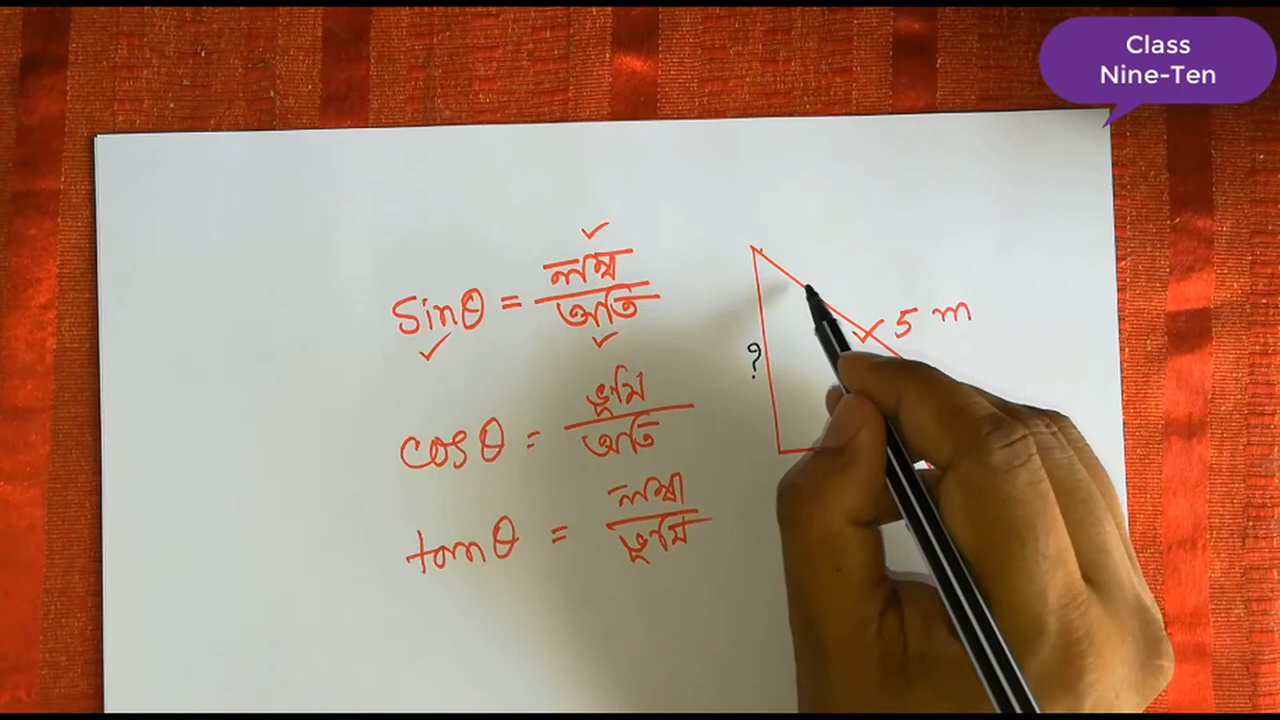 Class
Nine-Ten
sinθ = লম্ব / অতি
5 m
?
cosθ = ভূমি / অতি
tanθ = লম্ব / ভূমি